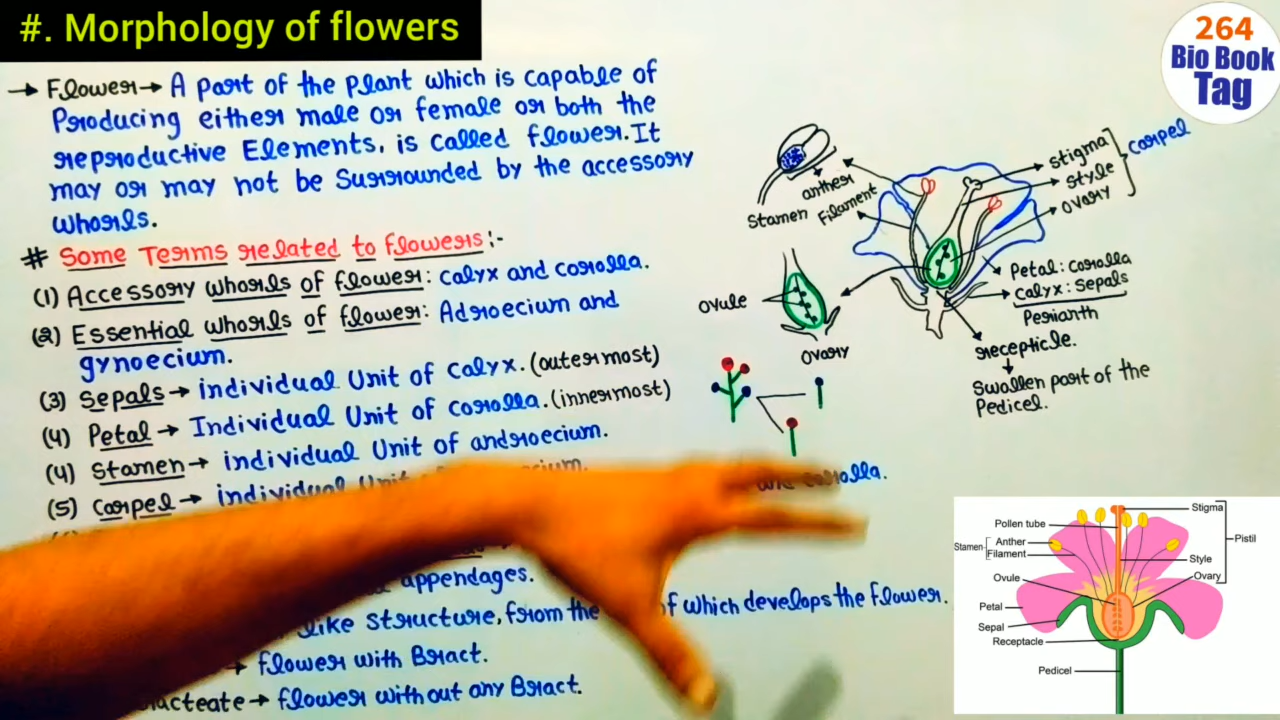 #. Morphology of flowers
264
Bio Book
Tag
→ Flower → A part of the plant which is capable of
Producing either male or female or both the
reproductive Elements, is called flower. It
may or may not be Surrounded by the accessory
whorls.
# Some Terms related to flowers :-
(1) Accessory whorls of flower: calyx and corolla.
(2) Essential whorls of flower: Adroecium and
gynoecium.
(3) Sepals → individual Unit of calyx. (outermost)
(4) Petal → Individual Unit of corolla. (innermost)
(4) Stamen → individual Unit of androecium.
(5) Carpel → individual Unit
and corolla.
appendages.
like structure, from the of which develops the flower.
→ flower with Bract.
→ flower without any Bract.
anther
Stamen Filament
stigma
style
ovary
Carpel
Petal: corolla
calyx: Sepals
Perianth
recepticle.
↓
Swollen part of the
Pedicel.
ovule
ovary
Stigma
Pollen tube
Pistil
Stamen
Anther
Filament
Style
Ovule
Ovary
Petal
Sepal
Receptacle
Pedicel